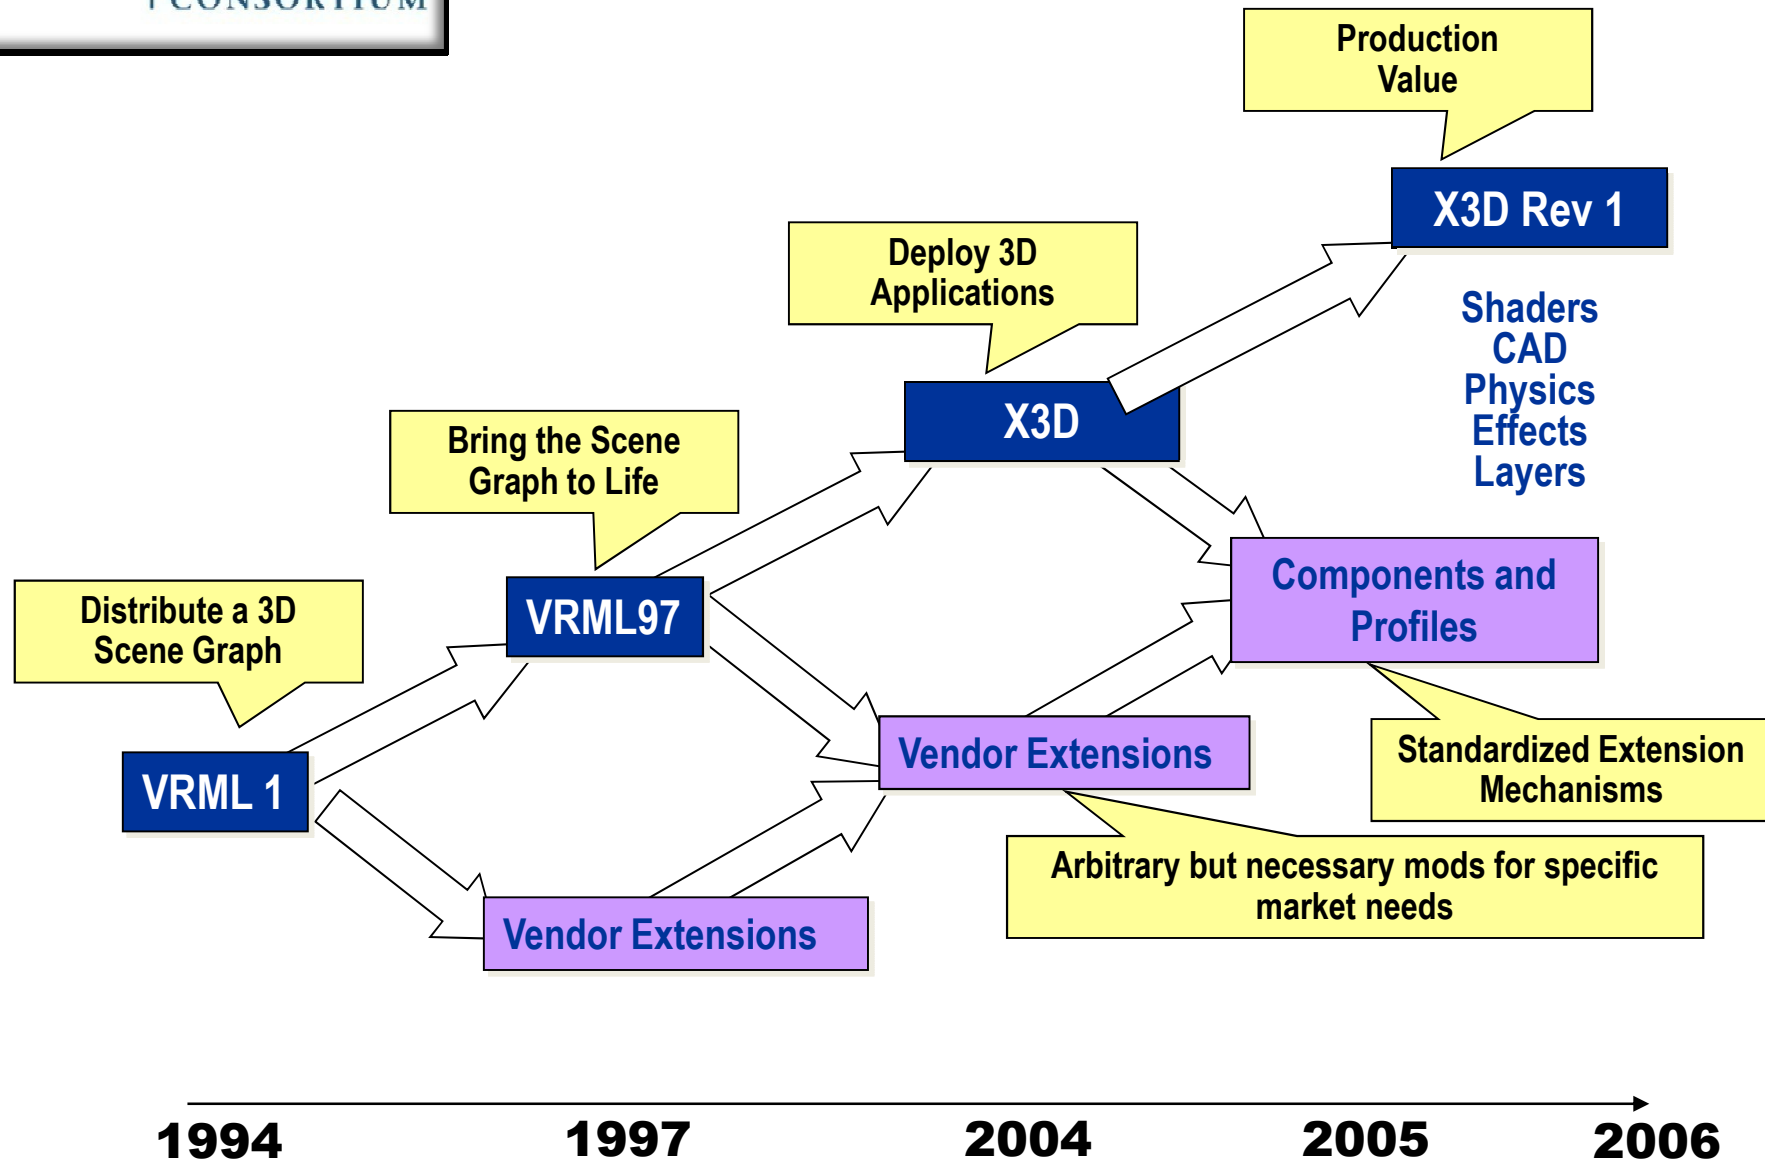 CONSORTIUM
Production
Value
X3D Rev 1
Deploy 3D
Applications
Shaders
CAD
Physics
Effects
Layers
X3D
Bring the Scene
Graph to Life
Components and
Profiles
VRML97
Distribute a 3D
Scene Graph
Vendor Extensions
Standardized Extension
Mechanisms
VRML 1
Arbitrary but necessary mods for specific
market needs
Vendor Extensions
1994
1997
2004
2005
2006